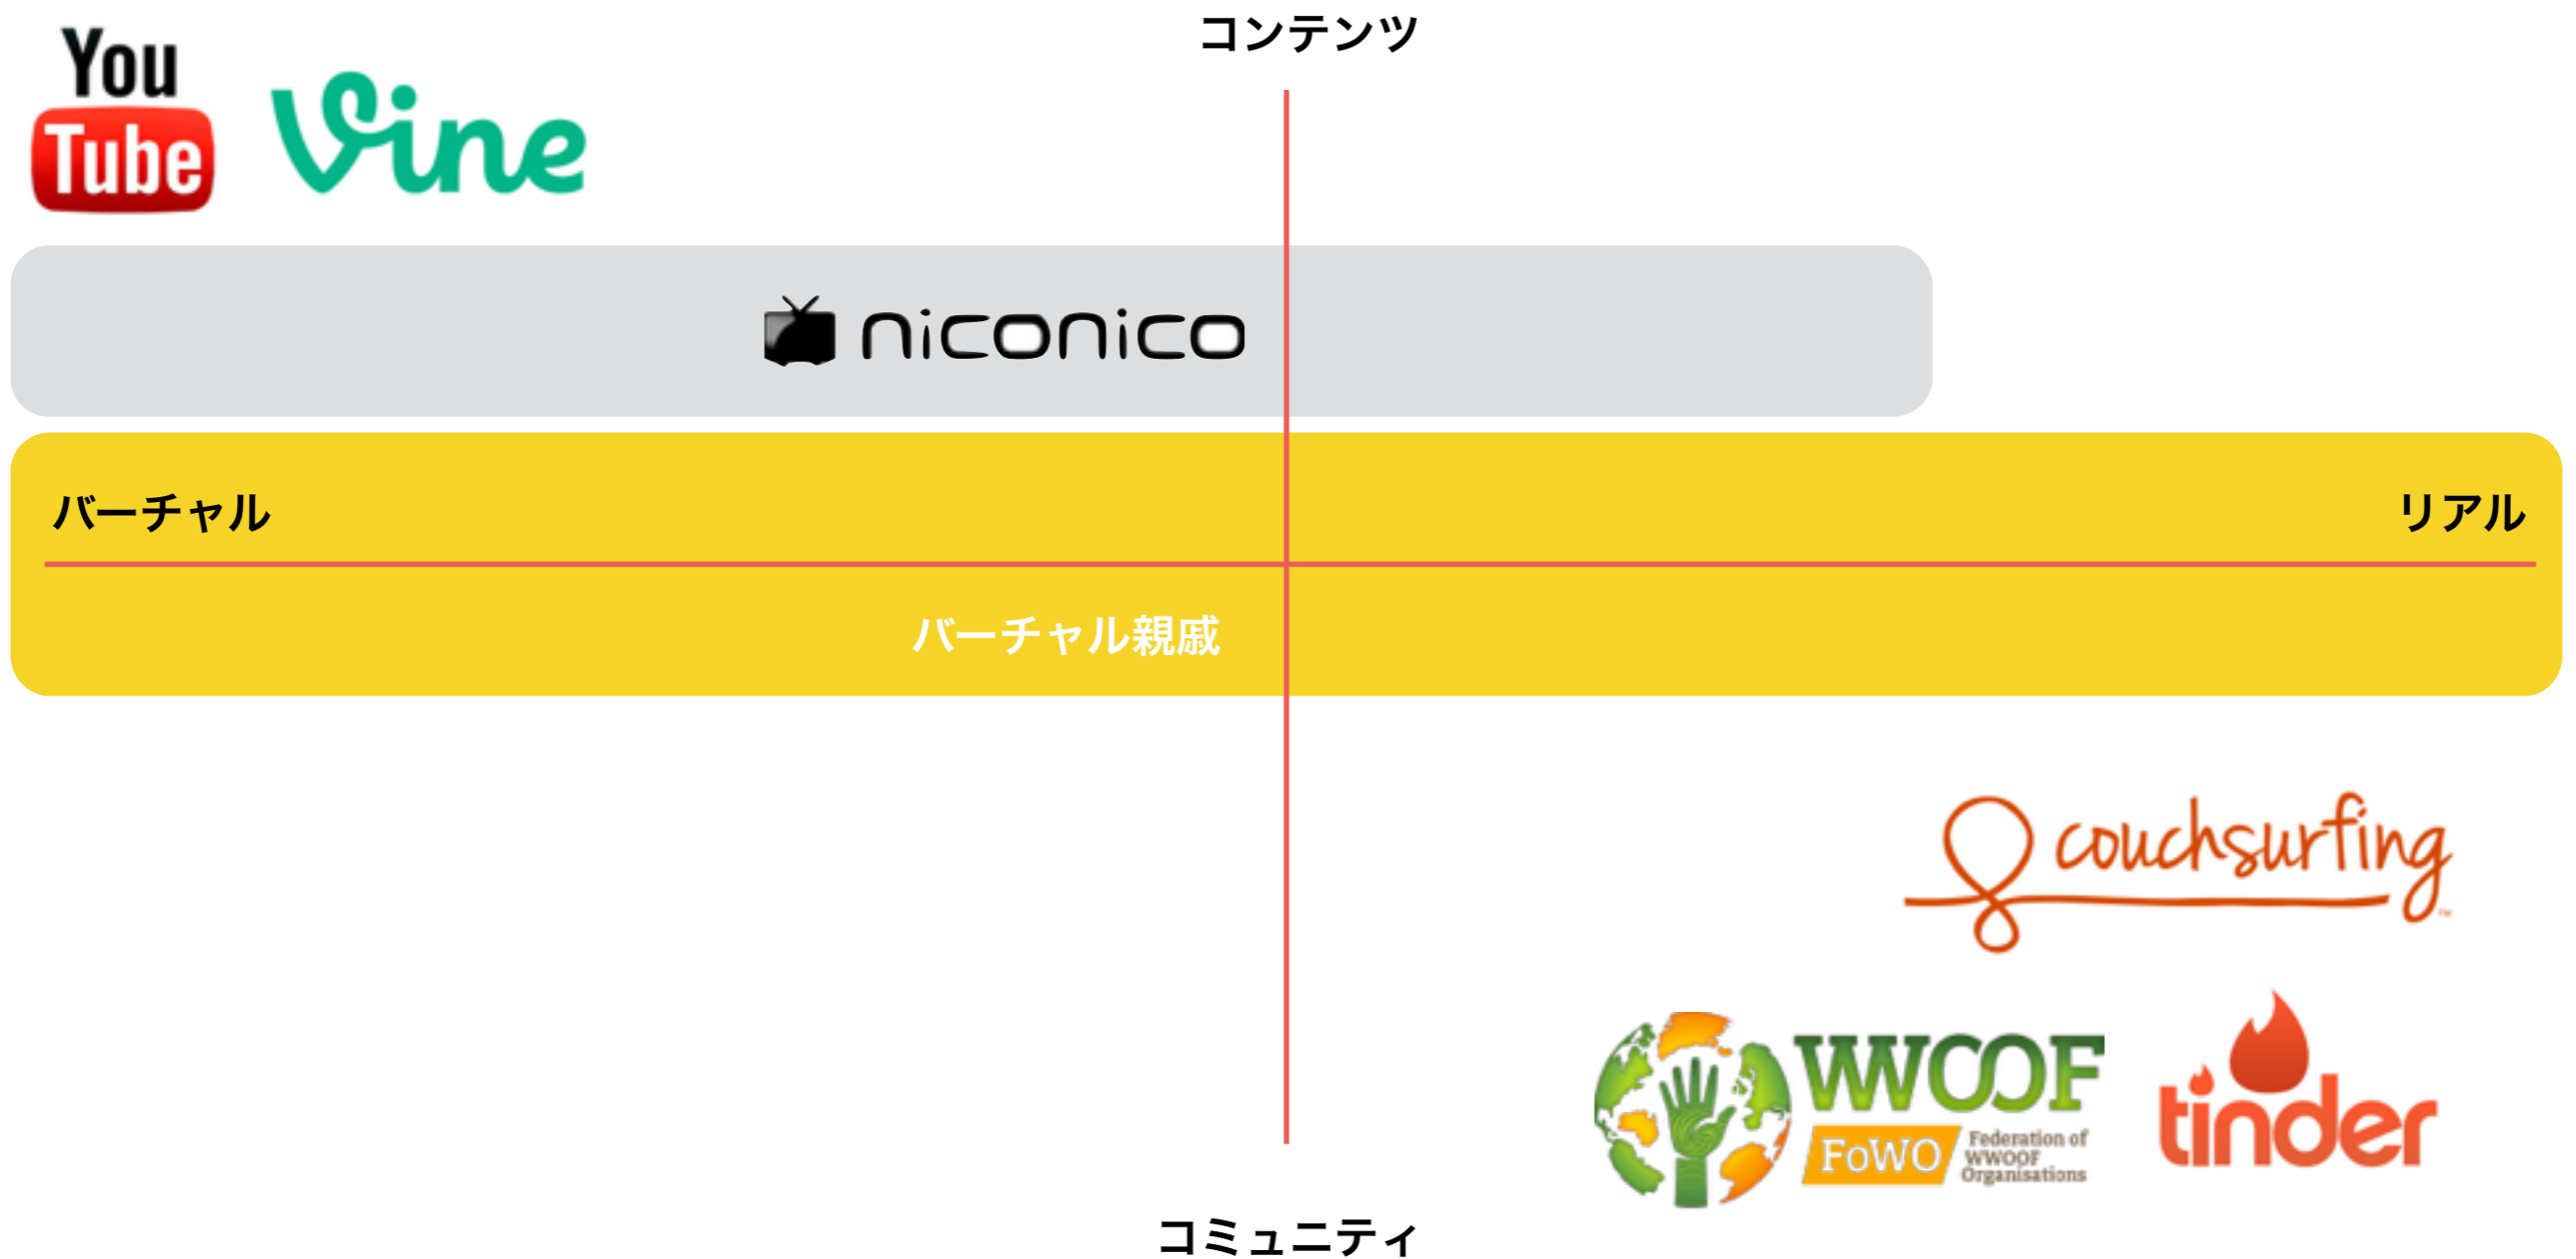 コンテンツ
You
Tube
Vine
niconico
バーチャル
リアル
バーチャル親戚
couchsurfing
TM
WWOOF
FoWO
Federation of
WWOOF
Organisations
tinder
コミュニティ